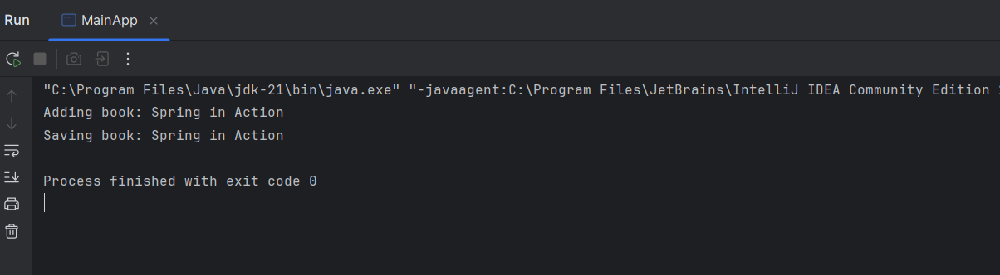 Run MainApp
"C:\Program Files\Java\jdk-21\bin\java.exe" "-javaagent:C:\Program Files\JetBrains\IntelliJ IDEA Community Edition
Adding book: Spring in Action
Saving book: Spring in Action
Process finished with exit code 0